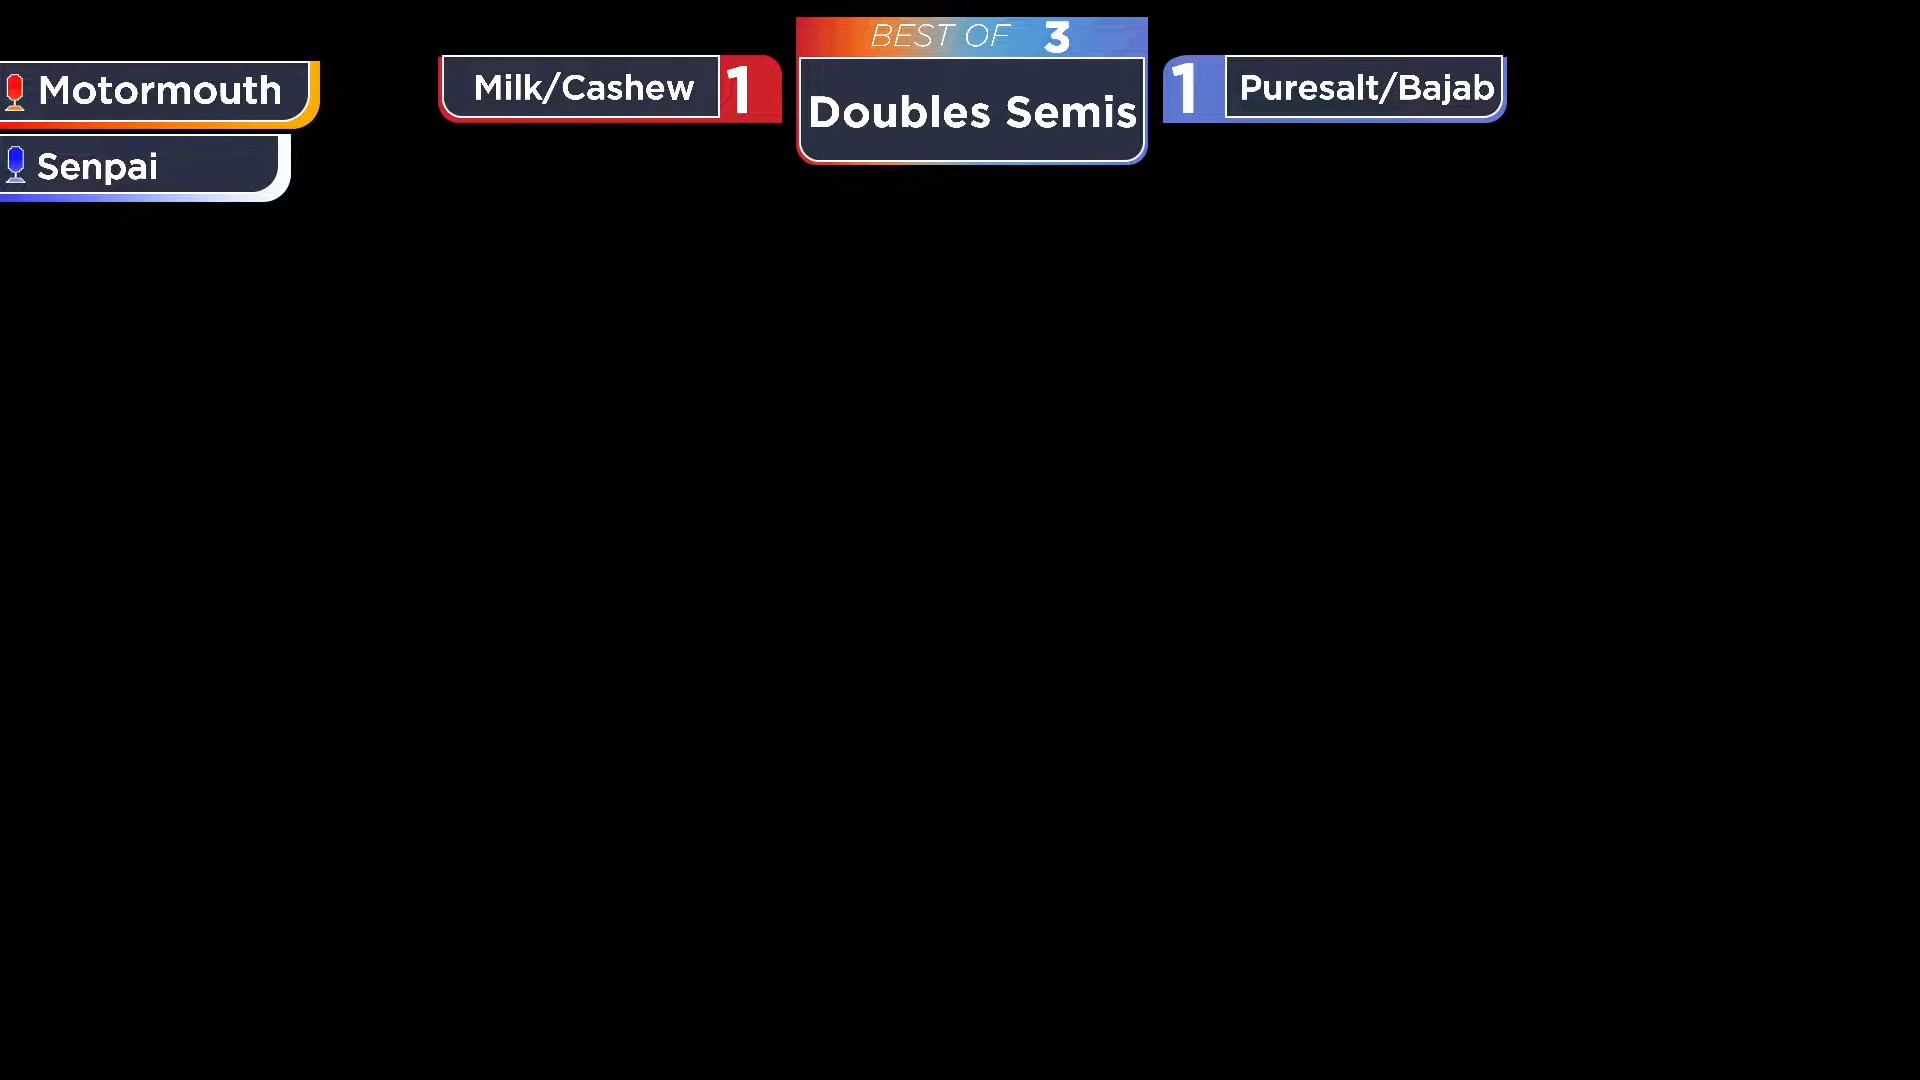 BEST OF 3
Motormouth
Milk/Cashew 1
Doubles Semis
1 Puresalt/Bajab
Senpai